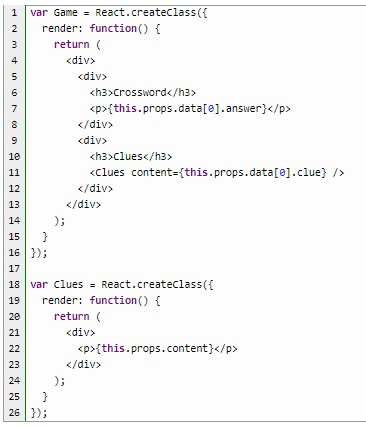 1 var Game = React.createClass({
2   render: function() {
3     return (
4       <div>
5         <div>
6           <h3>Crossword</h3>
7           <p>{this.props.data[0].answer}</p>
8         </div>
9         <div>
10           <h3>Clues</h3>
11           <Clues content={this.props.data[0].clue} />
12         </div>
13       </div>
14     );
15   }
16 });
17
18 var Clues = React.createClass({
19   render: function() {
20     return (
21       <div>
22         <p>{this.props.content}</p>
23       </div>
24     );
25   }
26 });